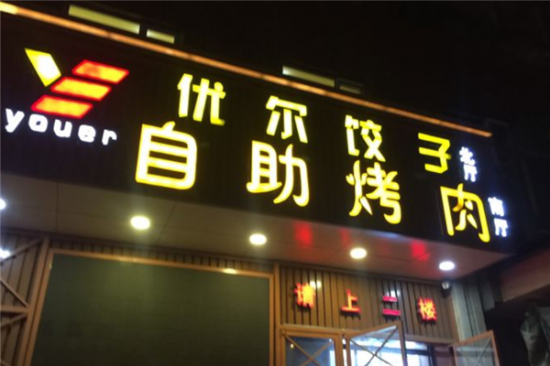 优尔饺子
北厅
youer
自助烤肉
南厅
请上二楼